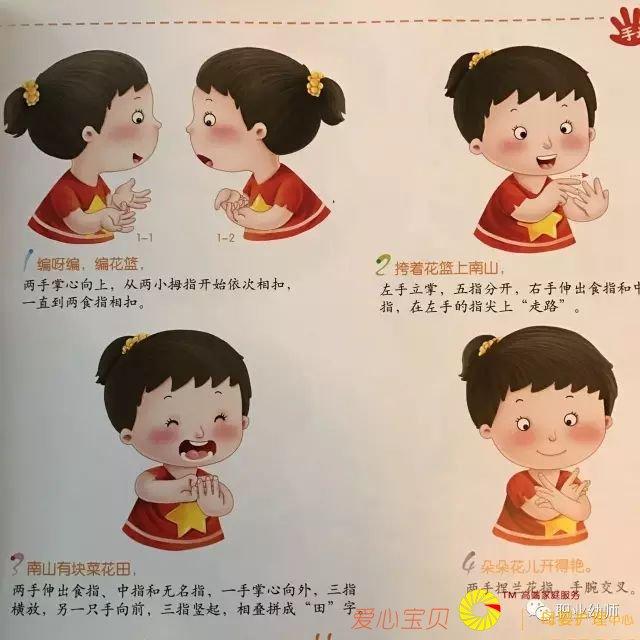 手指
1-1
1-2
1 编呀编，编花篮，
两手掌心向上，从两小拇指开始依次相扣，
一直到两食指相扣。
2 挎着花篮上南山，
左手立掌，五指分开，右手伸出食指和中
指，在左手的指尖上“走路”。
3 南山有块菜花田，
两手伸出食指、中指和无名指，一手掌心向外，三指
横放，另一只手向前，三指竖起，相叠拼成“田”字
4 朵朵花儿开得艳。
两手捏兰花指，手腕交叉
爱心宝贝
TM 高端家庭服务
母婴护理中心
职业幼师